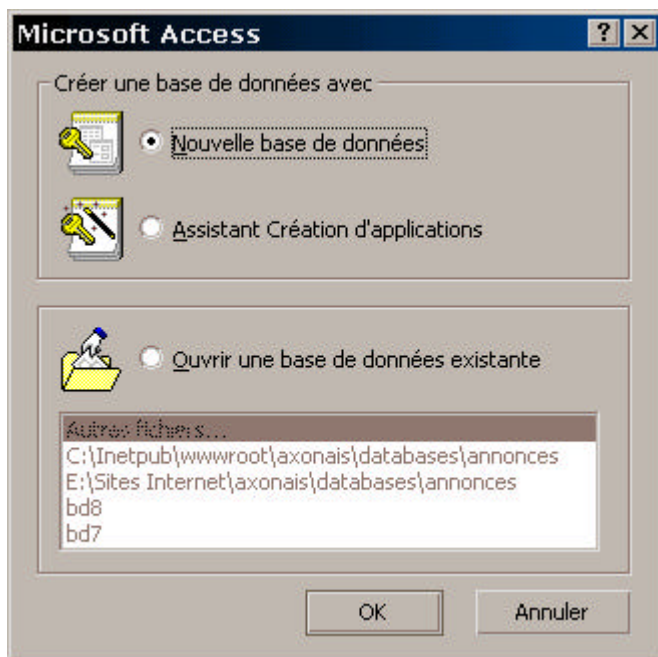 Microsoft Access
Créer une base de données avec
Nouvelle base de données
Assistant Création d'applications
Ouvrir une base de données existante
Autres fichiers...
C:\Inetpub\wwwroot\axonais\databases\annonces
E:\Sites Internet\axonais\databases\annonces
bd8
bd7
OK Annuler